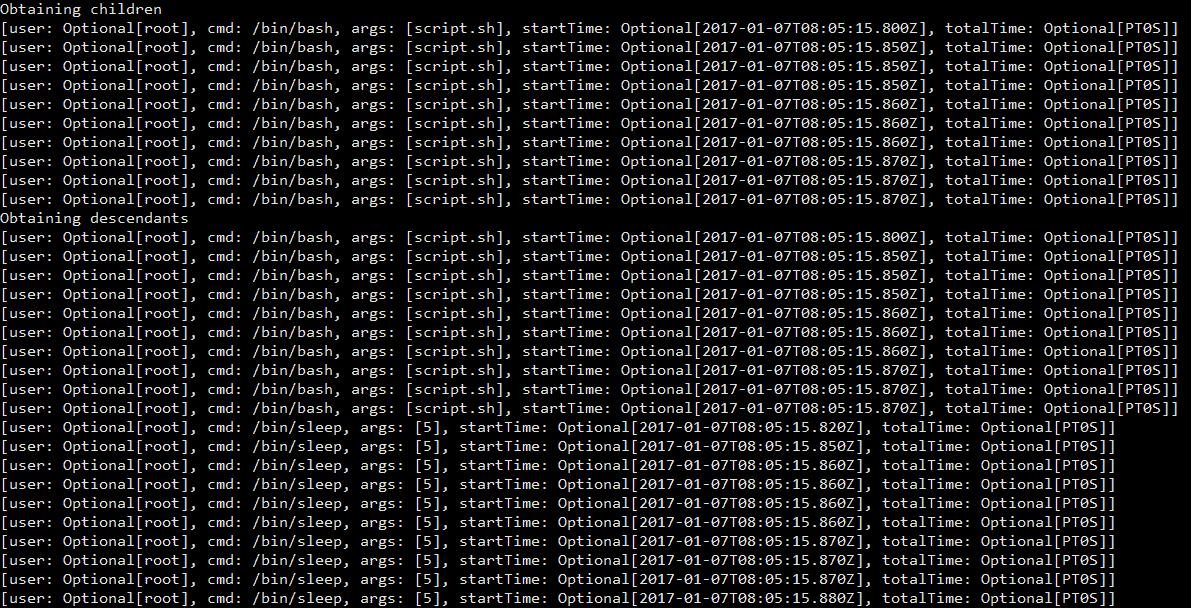 Obtaining children
[user: Optional[root], cmd: /bin/bash, args: [script.sh], startTime: Optional[2017-01-07T08:05:15.800Z], totalTime: Optional[PT0S]]
[user: Optional[root], cmd: /bin/bash, args: [script.sh], startTime: Optional[2017-01-07T08:05:15.850Z], totalTime: Optional[PT0S]]
[user: Optional[root], cmd: /bin/bash, args: [script.sh], startTime: Optional[2017-01-07T08:05:15.850Z], totalTime: Optional[PT0S]]
[user: Optional[root], cmd: /bin/bash, args: [script.sh], startTime: Optional[2017-01-07T08:05:15.850Z], totalTime: Optional[PT0S]]
[user: Optional[root], cmd: /bin/bash, args: [script.sh], startTime: Optional[2017-01-07T08:05:15.860Z], totalTime: Optional[PT0S]]
[user: Optional[root], cmd: /bin/bash, args: [script.sh], startTime: Optional[2017-01-07T08:05:15.860Z], totalTime: Optional[PT0S]]
[user: Optional[root], cmd: /bin/bash, args: [script.sh], startTime: Optional[2017-01-07T08:05:15.860Z], totalTime: Optional[PT0S]]
[user: Optional[root], cmd: /bin/bash, args: [script.sh], startTime: Optional[2017-01-07T08:05:15.870Z], totalTime: Optional[PT0S]]
[user: Optional[root], cmd: /bin/bash, args: [script.sh], startTime: Optional[2017-01-07T08:05:15.870Z], totalTime: Optional[PT0S]]
[user: Optional[root], cmd: /bin/bash, args: [script.sh], startTime: Optional[2017-01-07T08:05:15.870Z], totalTime: Optional[PT0S]]
Obtaining descendants
[user: Optional[root], cmd: /bin/bash, args: [script.sh], startTime: Optional[2017-01-07T08:05:15.800Z], totalTime: Optional[PT0S]]
[user: Optional[root], cmd: /bin/bash, args: [script.sh], startTime: Optional[2017-01-07T08:05:15.850Z], totalTime: Optional[PT0S]]
[user: Optional[root], cmd: /bin/bash, args: [script.sh], startTime: Optional[2017-01-07T08:05:15.850Z], totalTime: Optional[PT0S]]
[user: Optional[root], cmd: /bin/bash, args: [script.sh], startTime: Optional[2017-01-07T08:05:15.850Z], totalTime: Optional[PT0S]]
[user: Optional[root], cmd: /bin/bash, args: [script.sh], startTime: Optional[2017-01-07T08:05:15.860Z], totalTime: Optional[PT0S]]
[user: Optional[root], cmd: /bin/bash, args: [script.sh], startTime: Optional[2017-01-07T08:05:15.860Z], totalTime: Optional[PT0S]]
[user: Optional[root], cmd: /bin/bash, args: [script.sh], startTime: Optional[2017-01-07T08:05:15.860Z], totalTime: Optional[PT0S]]
[user: Optional[root], cmd: /bin/bash, args: [script.sh], startTime: Optional[2017-01-07T08:05:15.870Z], totalTime: Optional[PT0S]]
[user: Optional[root], cmd: /bin/bash, args: [script.sh], startTime: Optional[2017-01-07T08:05:15.870Z], totalTime: Optional[PT0S]]
[user: Optional[root], cmd: /bin/bash, args: [script.sh], startTime: Optional[2017-01-07T08:05:15.870Z], totalTime: Optional[PT0S]]
[user: Optional[root], cmd: /bin/sleep, args: [5], startTime: Optional[2017-01-07T08:05:15.820Z], totalTime: Optional[PT0S]]
[user: Optional[root], cmd: /bin/sleep, args: [5], startTime: Optional[2017-01-07T08:05:15.850Z], totalTime: Optional[PT0S]]
[user: Optional[root], cmd: /bin/sleep, args: [5], startTime: Optional[2017-01-07T08:05:15.860Z], totalTime: Optional[PT0S]]
[user: Optional[root], cmd: /bin/sleep, args: [5], startTime: Optional[2017-01-07T08:05:15.860Z], totalTime: Optional[PT0S]]
[user: Optional[root], cmd: /bin/sleep, args: [5], startTime: Optional[2017-01-07T08:05:15.860Z], totalTime: Optional[PT0S]]
[user: Optional[root], cmd: /bin/sleep, args: [5], startTime: Optional[2017-01-07T08:05:15.860Z], totalTime: Optional[PT0S]]
[user: Optional[root], cmd: /bin/sleep, args: [5], startTime: Optional[2017-01-07T08:05:15.870Z], totalTime: Optional[PT0S]]
[user: Optional[root], cmd: /bin/sleep, args: [5], startTime: Optional[2017-01-07T08:05:15.870Z], totalTime: Optional[PT0S]]
[user: Optional[root], cmd: /bin/sleep, args: [5], startTime: Optional[2017-01-07T08:05:15.870Z], totalTime: Optional[PT0S]]
[user: Optional[root], cmd: /bin/sleep, args: [5], startTime: Optional[2017-01-07T08:05:15.880Z], totalTime: Optional[PT0S]]